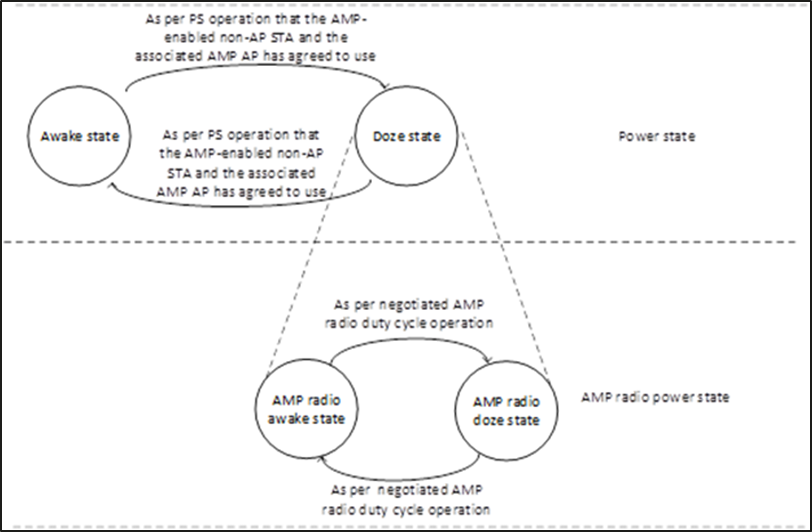 As per PS operation that the AMP-
enabled non-AP STA and the
associated AMP AP has agreed to use
Awake state
As per PS operation that
the AMP-enabled non-AP
STA and the associated
AMP AP has agreed to use
Doze state
Power state
As per negotiated AMP
radio duty cycle operation
AMP radio
awake state
AMP radio
doze state
AMP radio power state
As per negotiated AMP
radio duty cycle operation